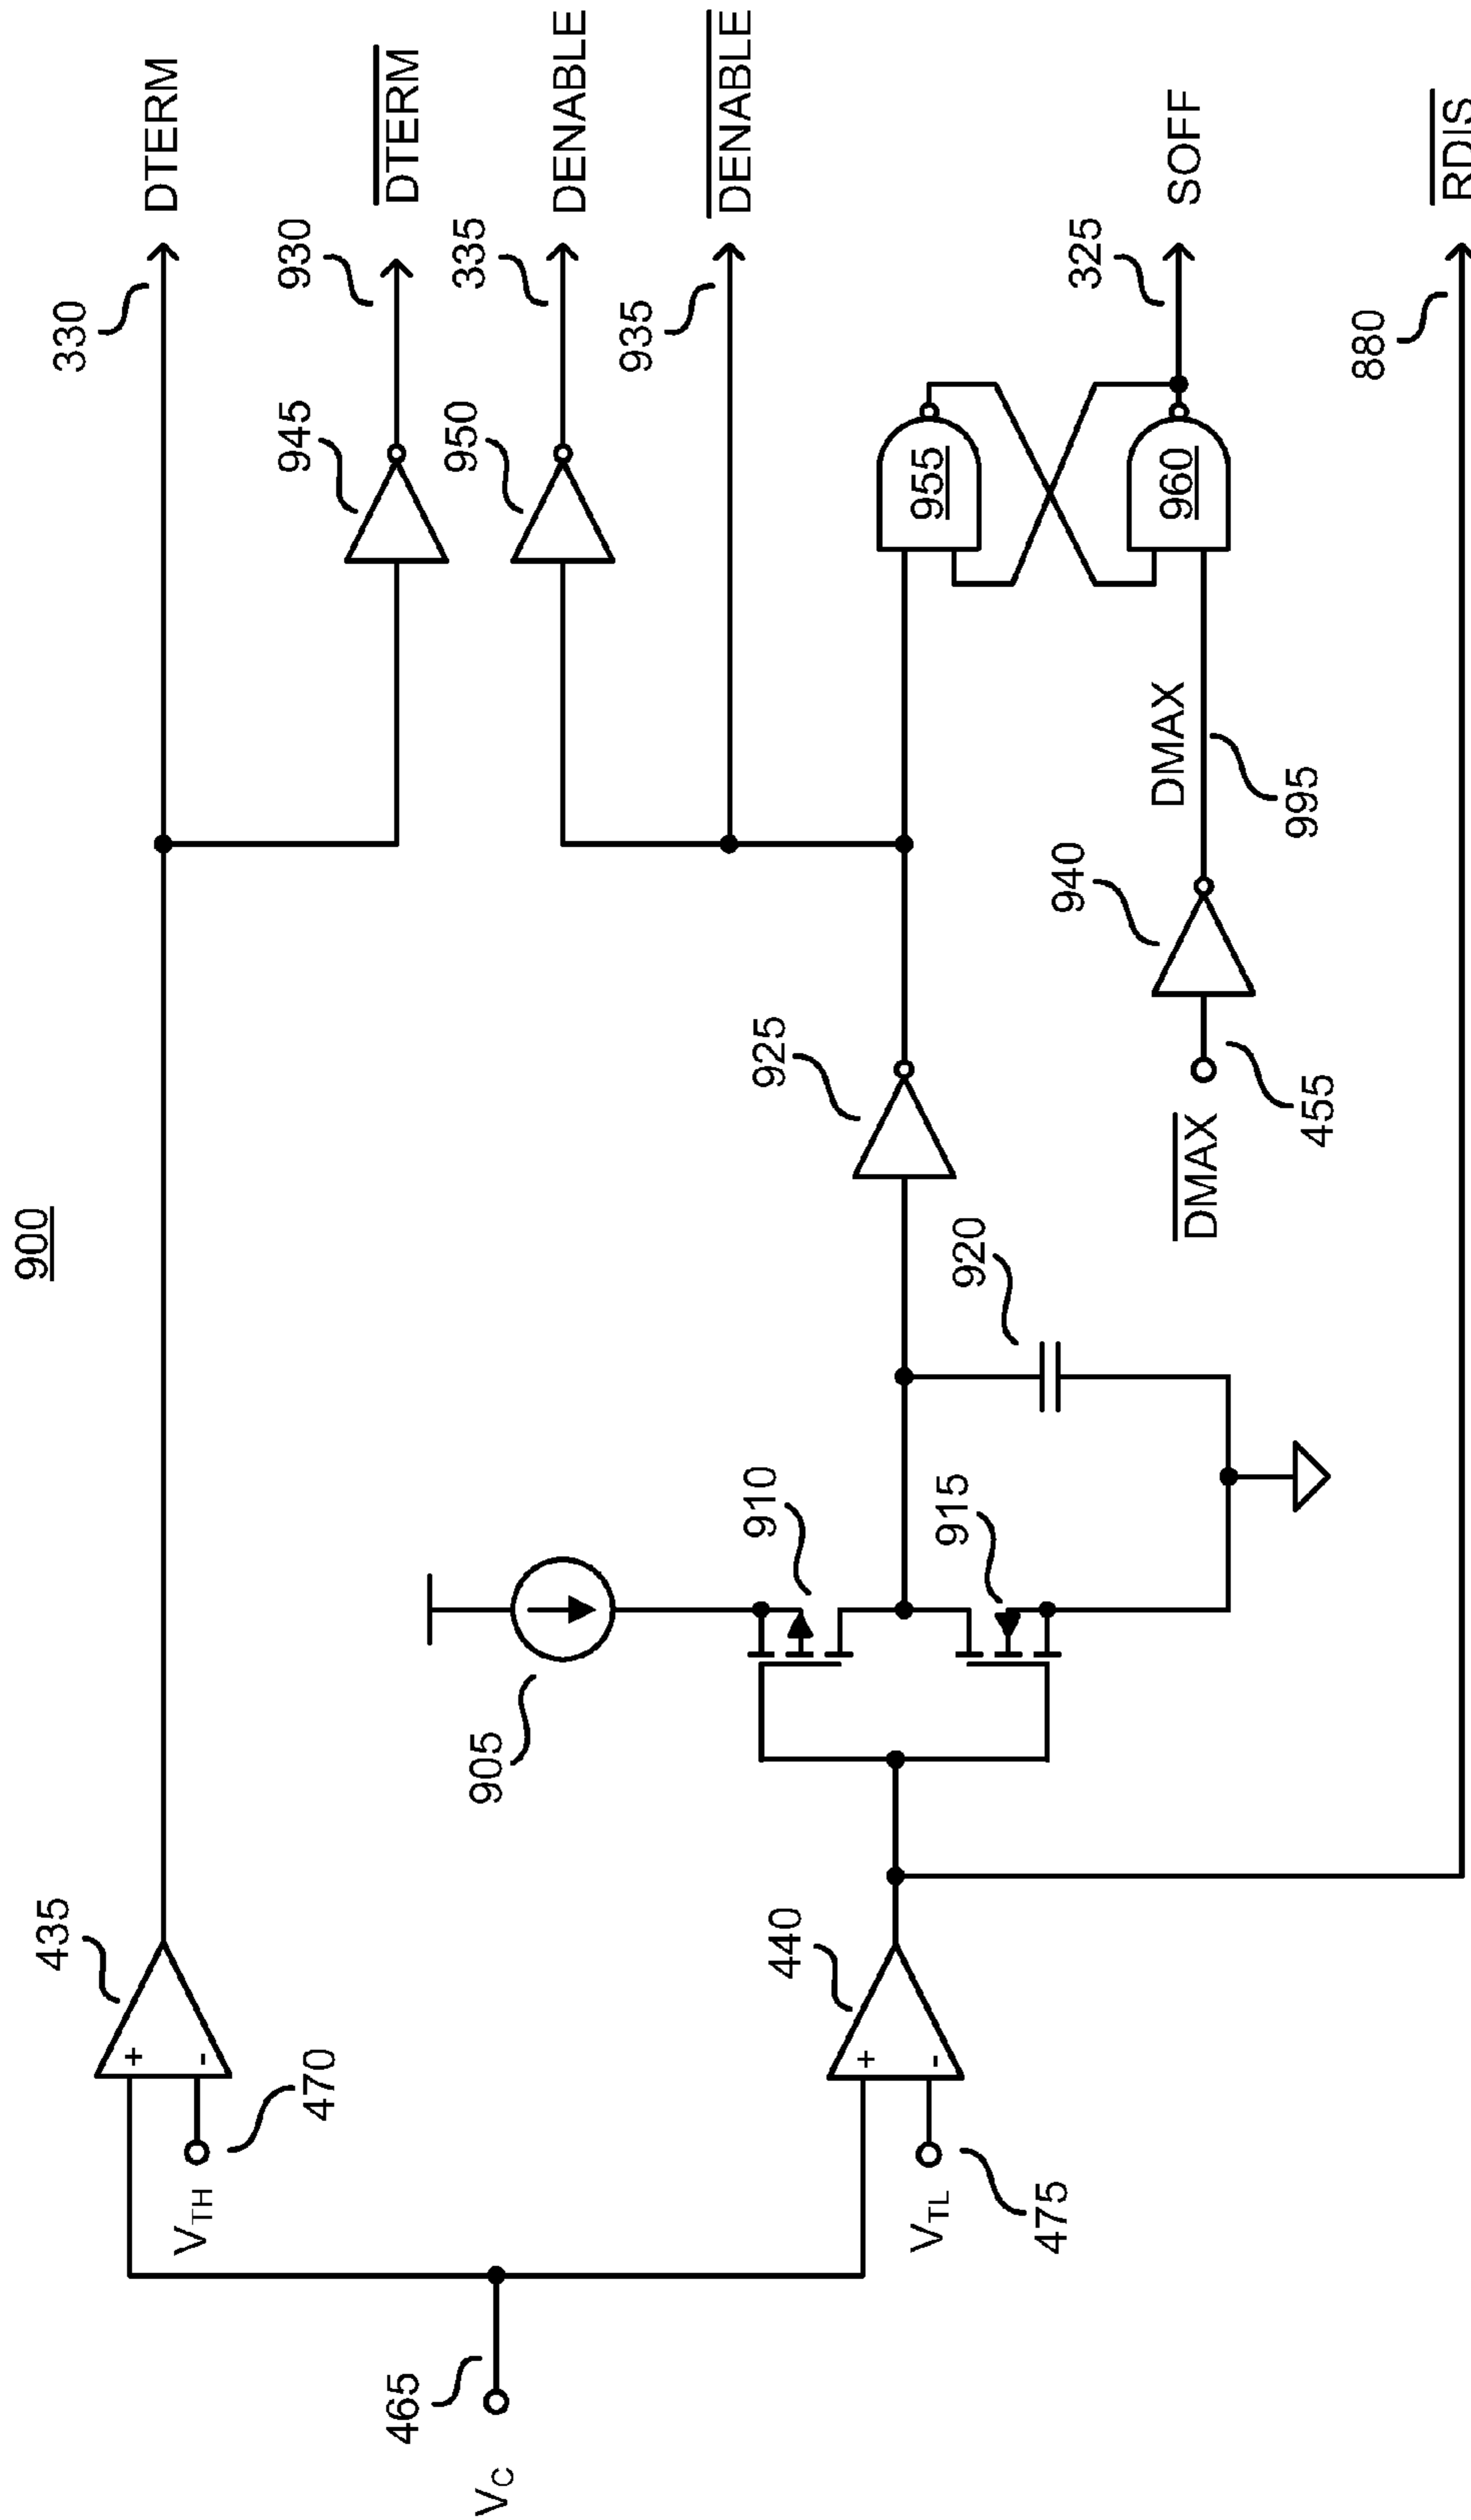 900
435
330
DTERM
+
-
470
VTH
945
930
DTERM
465
VC
905
950
335
DENABLE
935
DENABLE
910
915
925
955
440
+
-
VTL
475
920
940
DMAX
960
325
SOFF
DMAX
455
995
880
RDIS